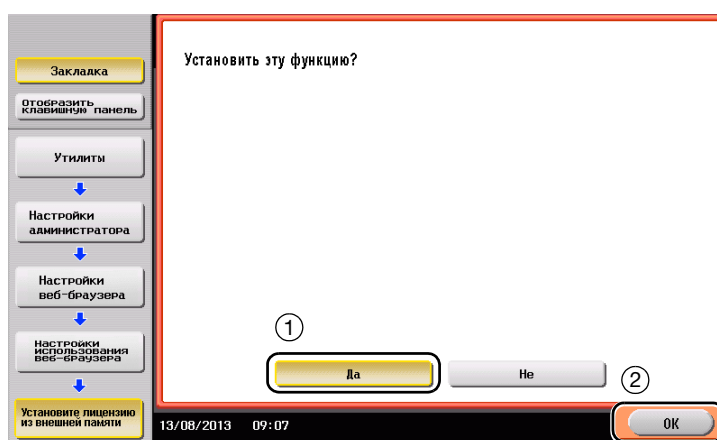 Закладка
Отобразить
клавишную панель
Утилиты
Настройки
администратора
Настройки
веб-браузера
Настройки
использования
веб-браузера
Установите лицензию
из внешней памяти
Установить эту функцию?
1
Да
Не
2
13/08/2013 09:07
OK